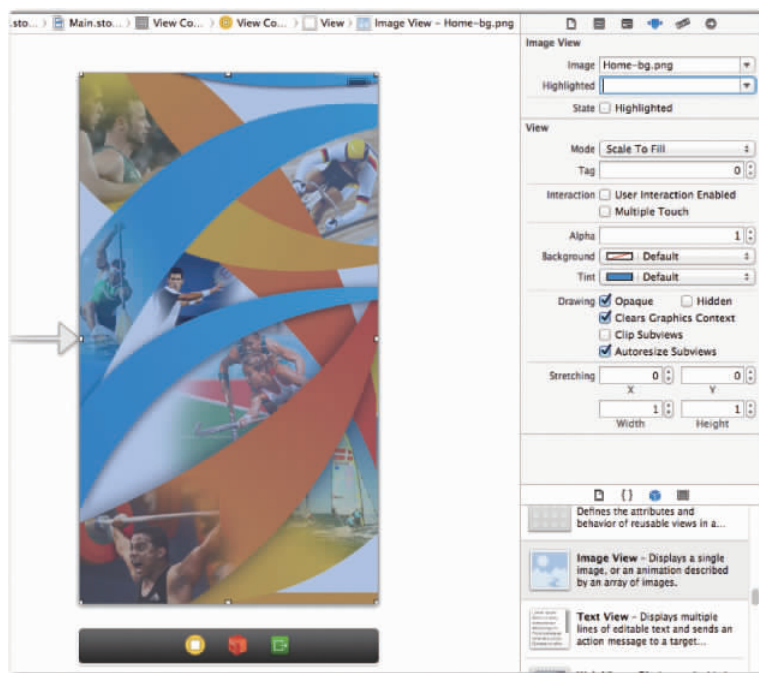 .sto... Main.sto... View Co... View Co... View Image View - Home-bg.png
Image View
Image Home-bg.png
Highlighted
State Highlighted
View
Mode Scale To Fill
Tag 0
Interaction User Interaction Enabled
Multiple Touch
Alpha 1
Background Default
Tint Default
Drawing Opaque Hidden
Clears Graphics Context
Clip Subviews
Autoresize Subviews
Stretching 0 0
X Y
1 1
Width Height
{ }
Defines the attributes and
behavior of reusable views in a...
Image View - Displays a single
image, or an animation described
by an array of images.
Text View - Displays multiple
lines of editable text and sends an
action message to a target...